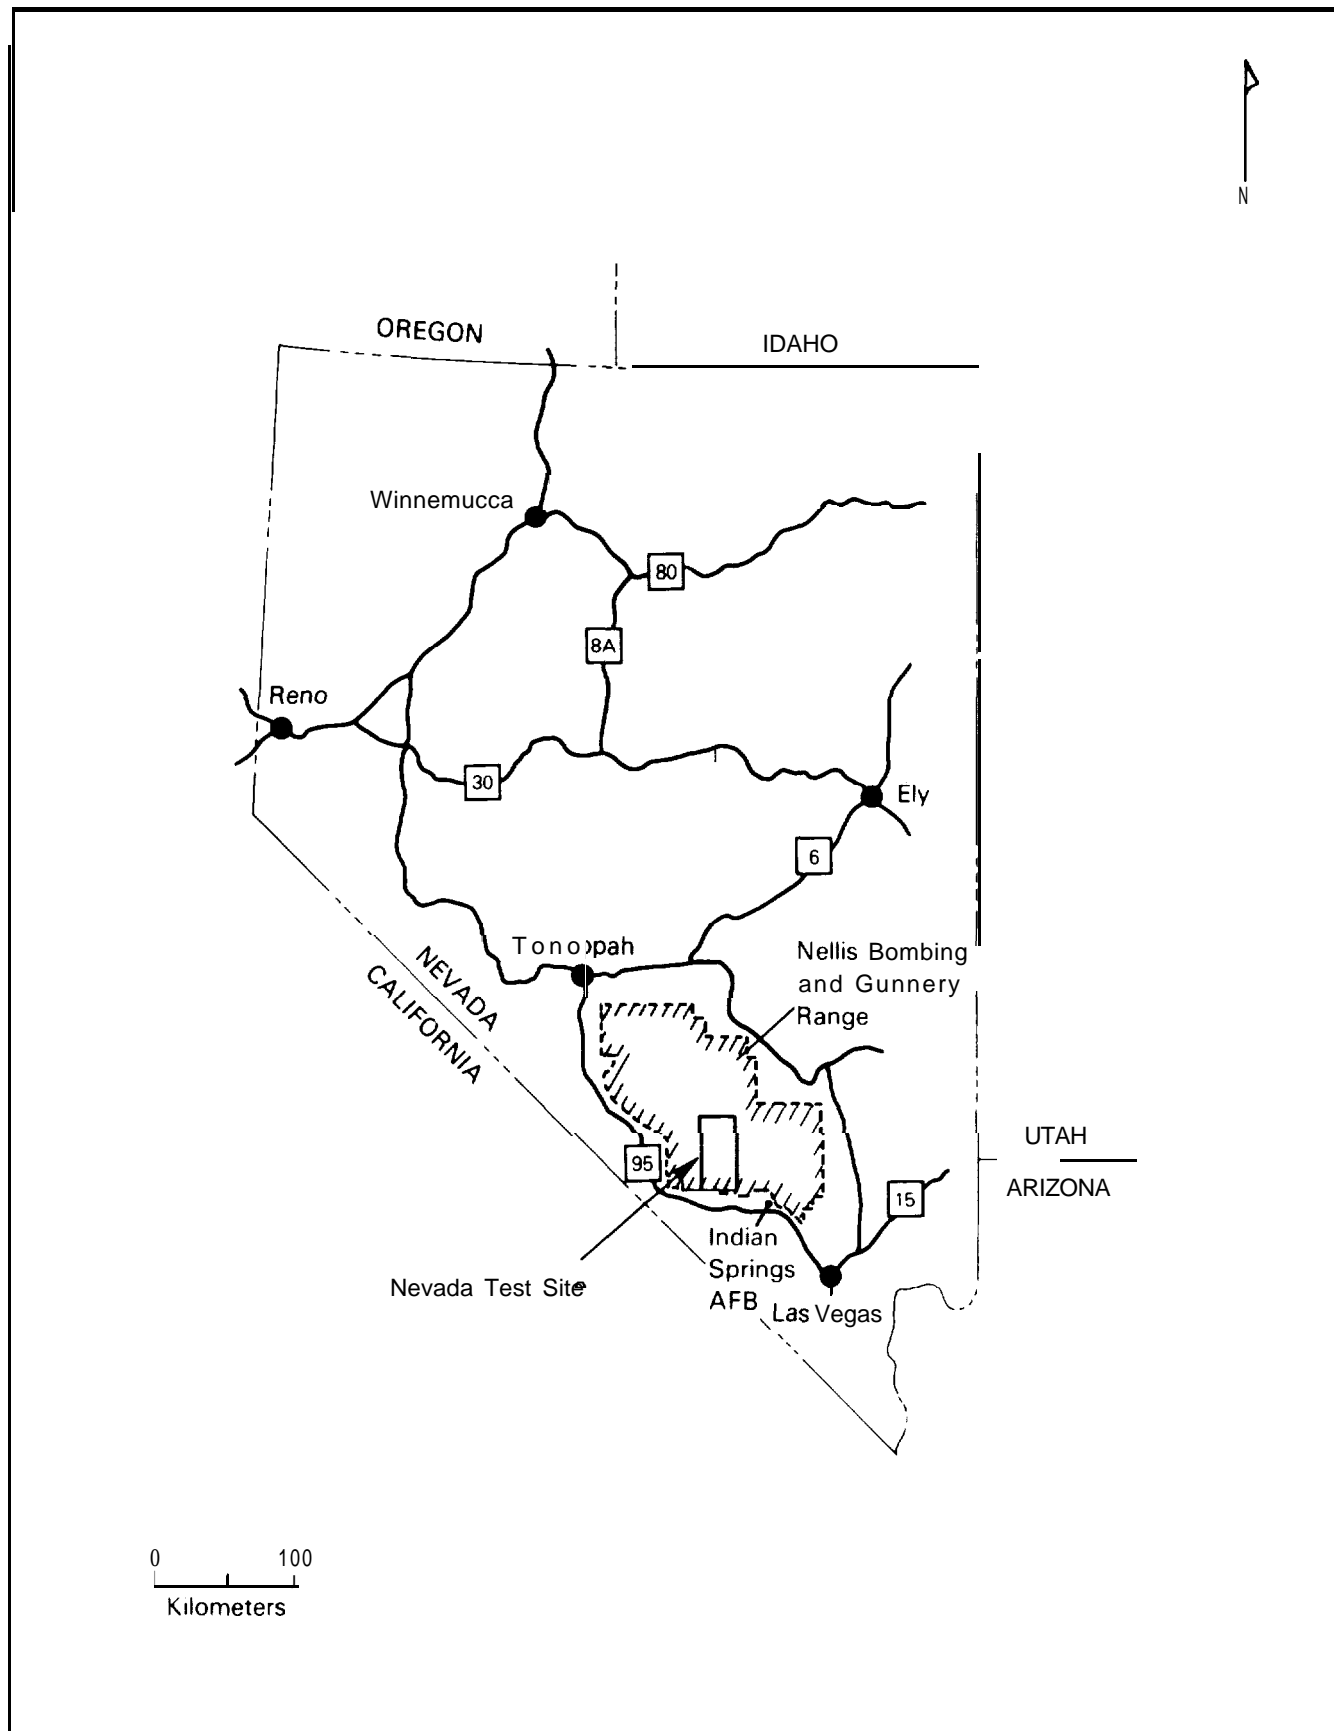 N
OREGON
IDAHO
Winnemucca
80
8A
Reno
30
Ely
6
Tonopah
Nellis Bombing
and Gunnery
Range
NEVADA
CALIFORNIA
95
UTAH
ARIZONA
15
Indian
Springs
AFB
Nevada Test Site
Las Vegas
0 100
Kilometers